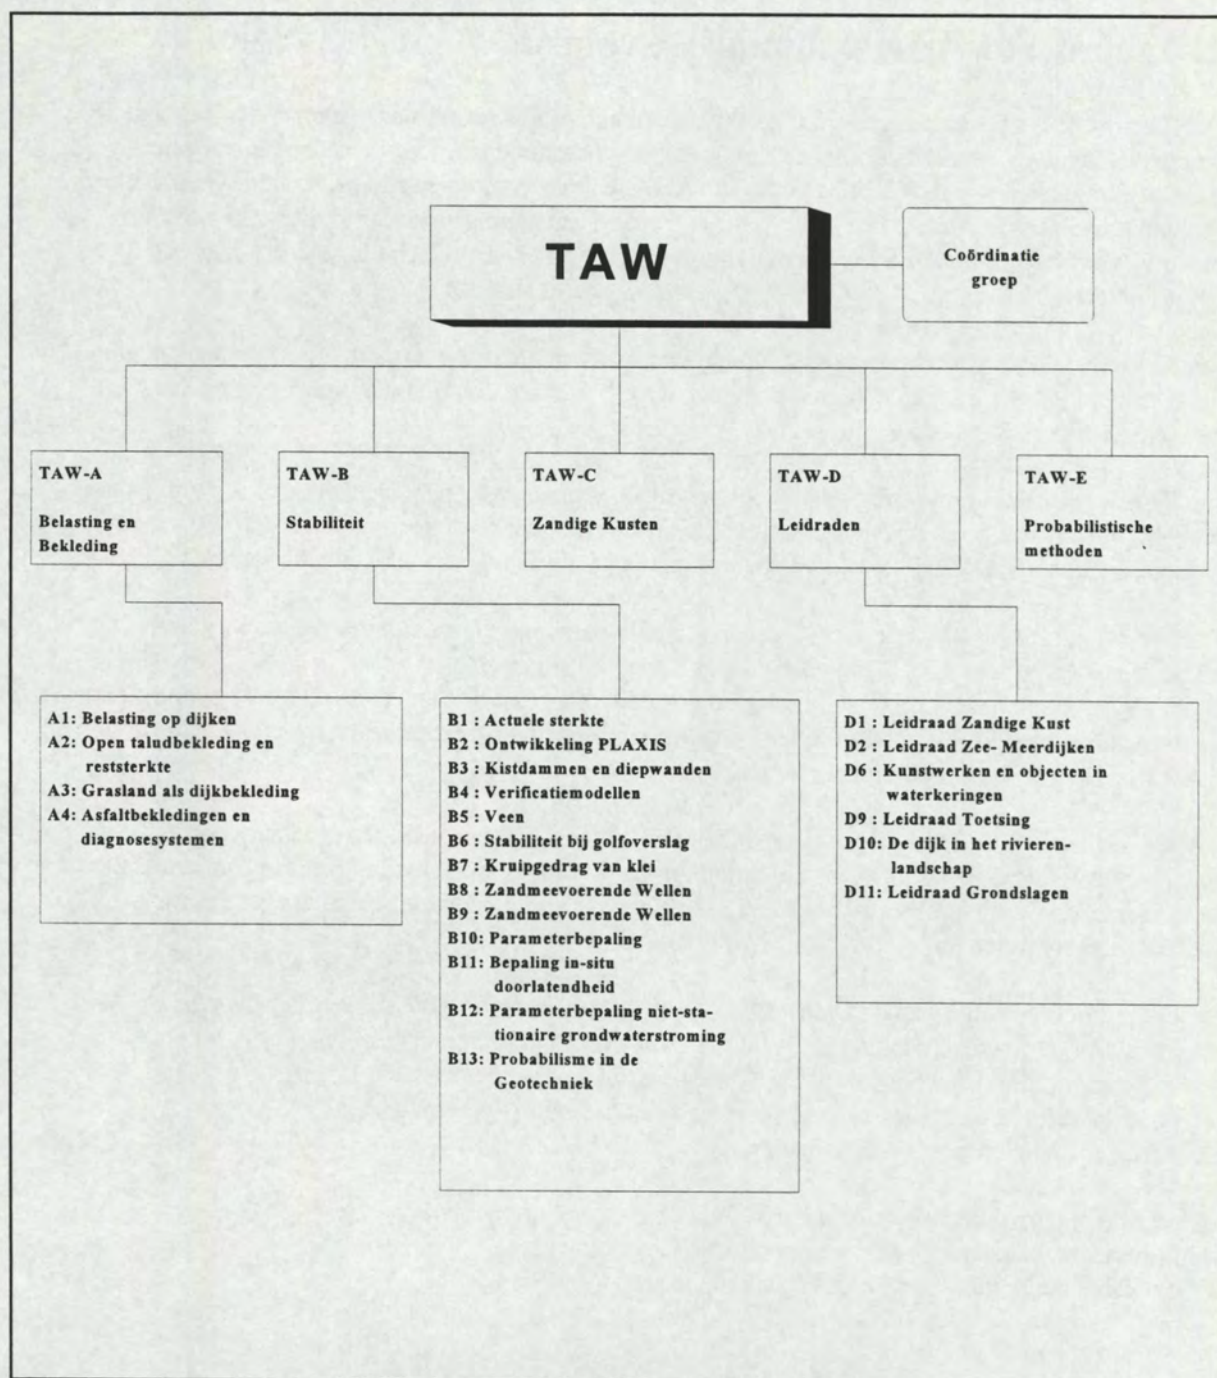 TAW
Coördinatie
groep
TAW-A
Belasting en
Bekleding
TAW-B
Stabiliteit
TAW-C
Zandige Kusten
TAW-D
Leidraden
TAW-E
Probabilistische
methoden
A1: Belasting op dijken
A2: Open taludbekleding en
reststerkte
A3: Grasland als dijkbekleding
A4: Asfaltbekledingen en
diagnosesystemen
B1 : Actuele sterkte
B2 : Ontwikkeling PLAXIS
B3 : Kistdammen en diepwanden
B4 : Verificatiemodellen
B5 : Veen
B6 : Stabiliteit bij golfoverslag
B7 : Kruipgedrag van klei
B8 : Zandmeevoerende Wellen
B9 : Zandmeevoerende Wellen
B10: Parameterbepaling
B11: Bepaling in-situ
doorlatendheid
B12: Parameterbepaling niet-sta-
tionaire grondwaterstroming
B13: Probabilisme in de
Geotechniek
D1 : Leidraad Zandige Kust
D2 : Leidraad Zee- Meerdijken
D6 : Kunstwerken en objecten in
waterkeringen
D9 : Leidraad Toetsing
D10: De dijk in het rivieren-
landschap
D11: Leidraad Grondslagen